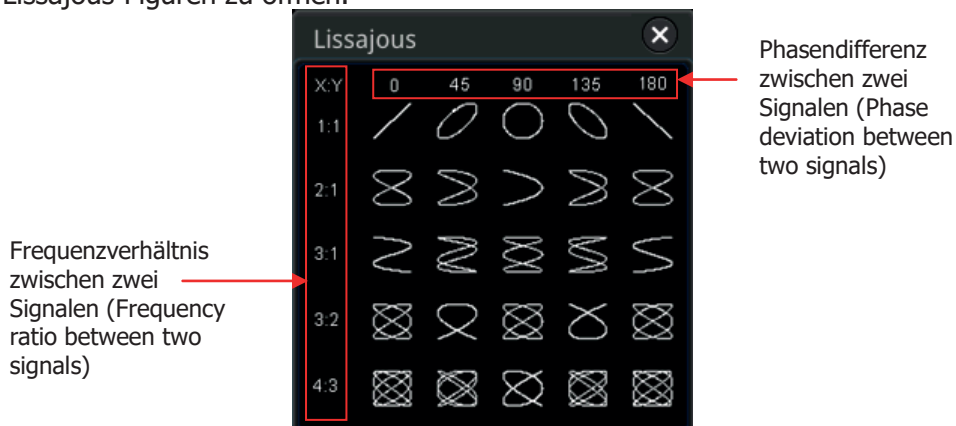 Lissajous-Figuren zu öffnen.
Lissajous
X:Y 0 45 90 135 180
1:1
2:1
3:1
3:2
4:3
Phasendifferenz
zwischen zwei
Signalen (Phase
deviation between
two signals)
Frequenzverhältnis
zwischen zwei
Signalen (Frequency
ratio between two
signals)